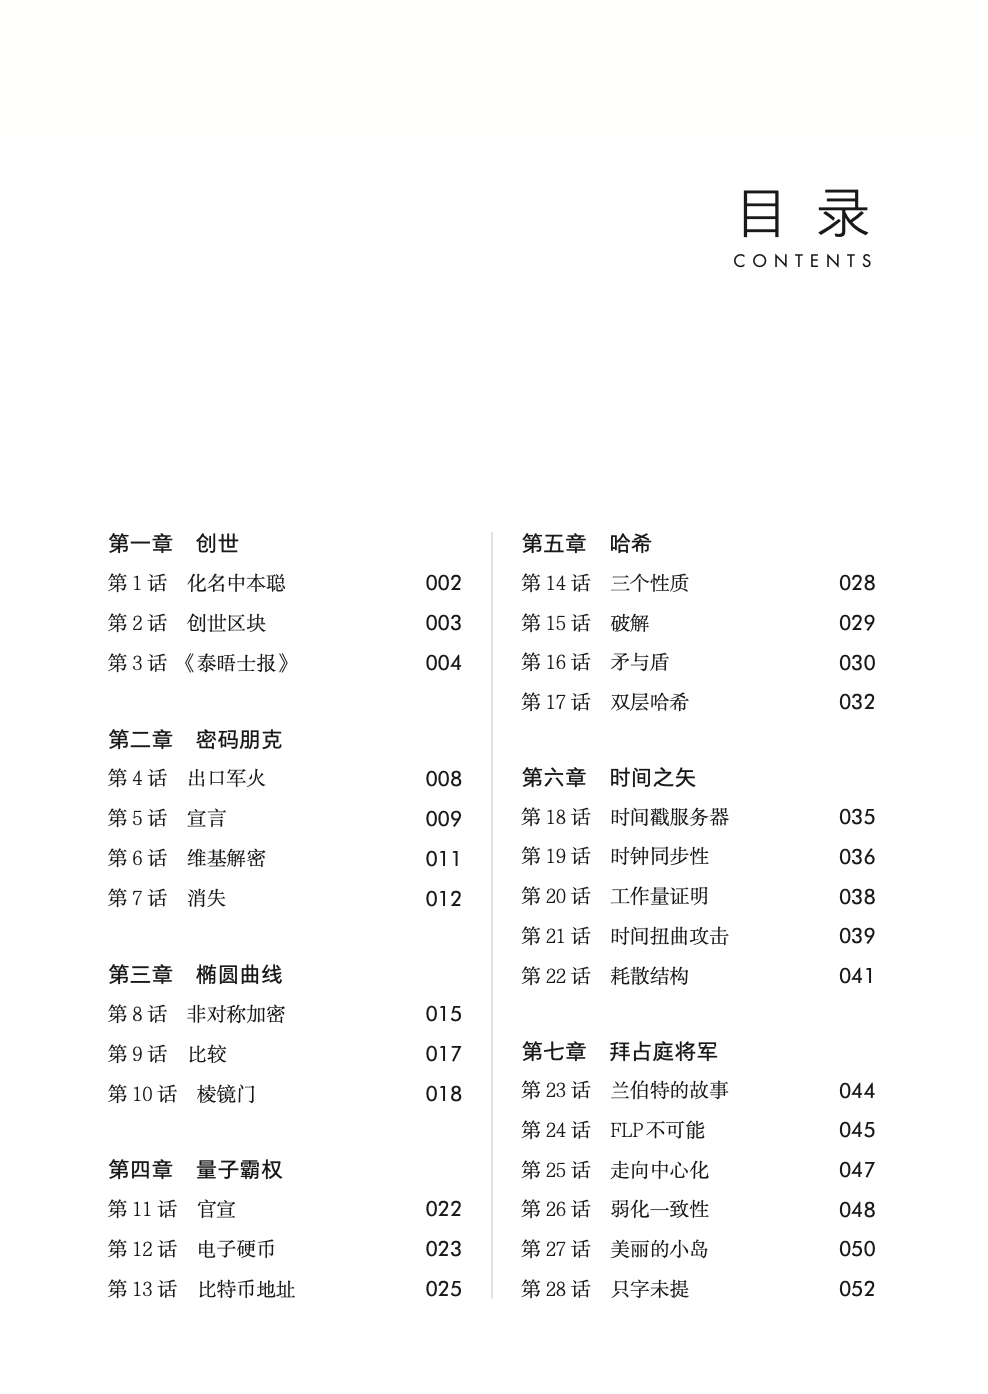 目 录
CONTENTS
第一章 创世
第 1 话 化名中本聪 002
第 2 话 创世区块 003
第 3 话 《泰晤士报》 004
第二章 密码朋克
第 4 话 出口军火 008
第 5 话 宣言 009
第 6 话 维基解密 011
第 7 话 消失 012
第三章 椭圆曲线
第 8 话 非对称加密 015
第 9 话 比较 017
第 10 话 棱镜门 018
第四章 量子霸权
第 11 话 官宣 022
第 12 话 电子硬币 023
第 13 话 比特币地址 025
第五章 哈希
第 14 话 三个性质 028
第 15 话 破解 029
第 16 话 矛与盾 030
第 17 话 双层哈希 032
第六章 时间之矢
第 18 话 时间戳服务器 035
第 19 话 时钟同步性 036
第 20 话 工作量证明 038
第 21 话 时间扭曲攻击 039
第 22 话 耗散结构 041
第七章 拜占庭将军
第 23 话 兰伯特的故事 044
第 24 话 FLP不可能 045
第 25 话 走向中心化 047
第 26 话 弱化一致性 048
第 27 话 美丽的小岛 050
第 28 话 只字未提 052